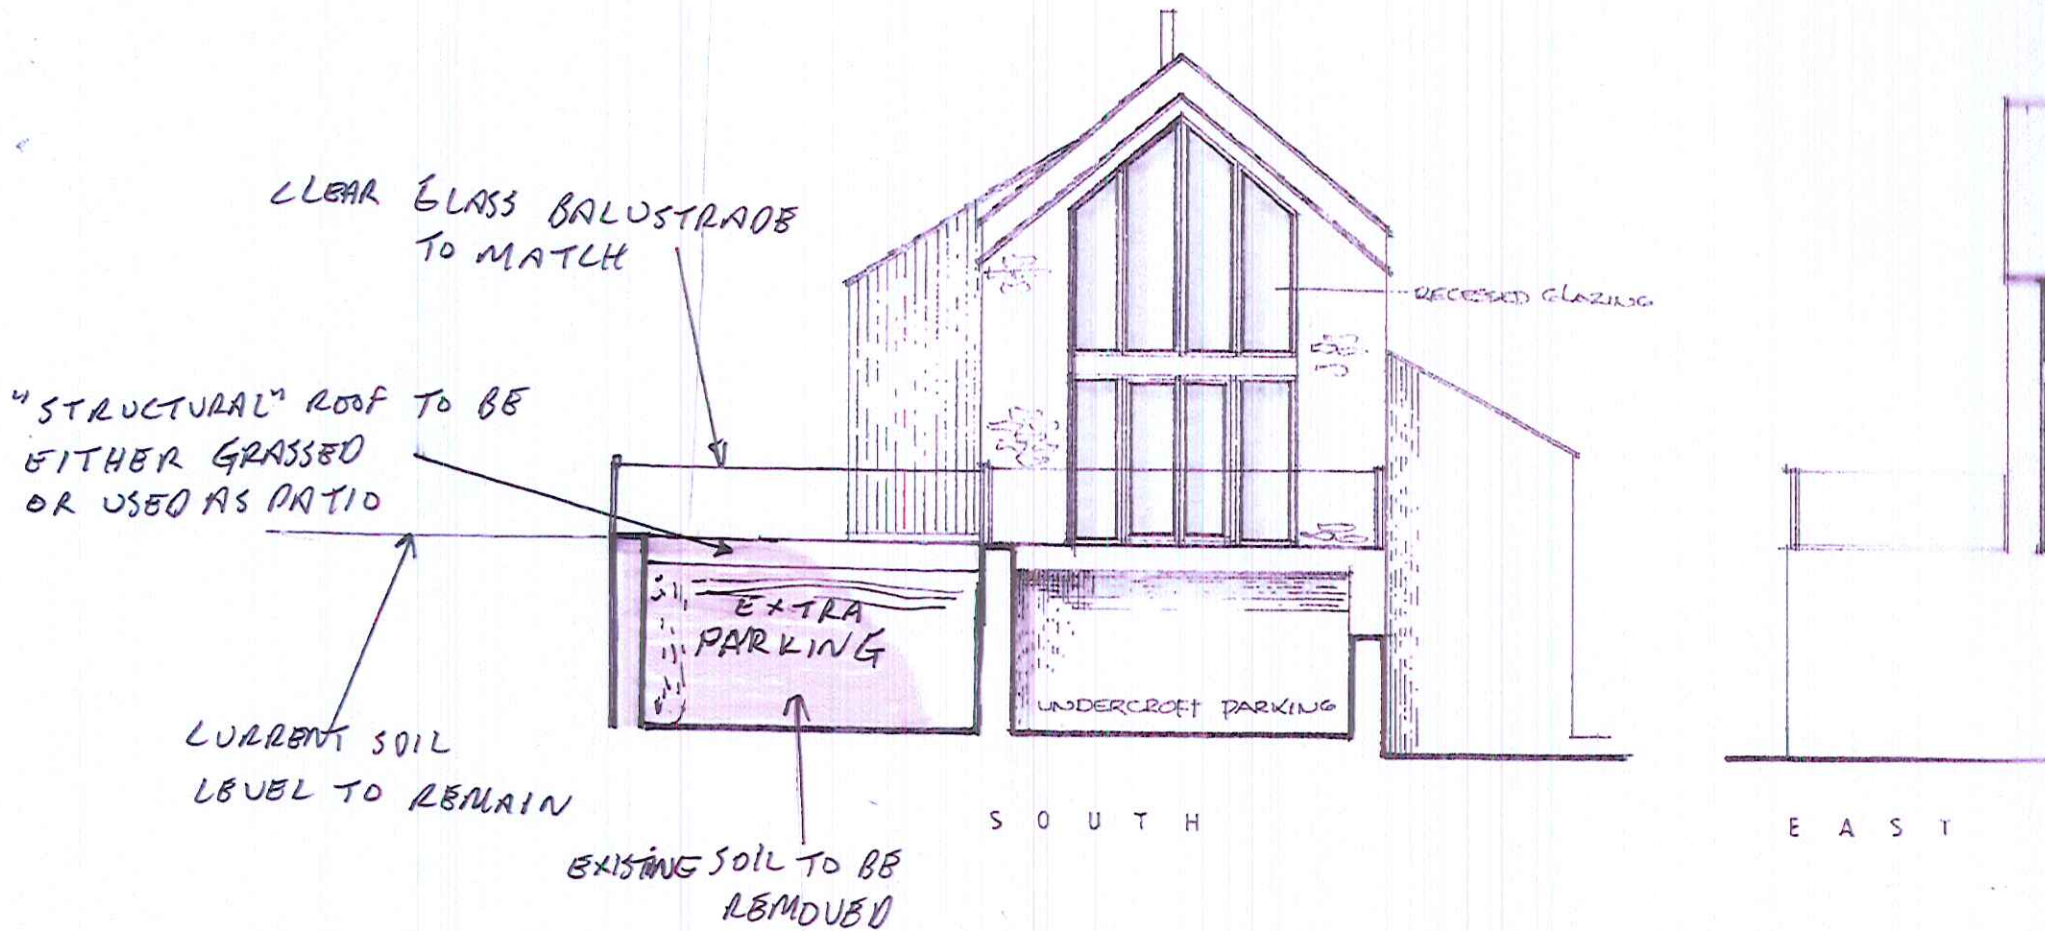 CLEAR GLASS BALUSTRADE
TO MATCH
RECESSED GLAZING
"STRUCTURAL" ROOF TO BE
EITHER GRASSED
OR USED AS PATIO
EXTRA
PARKING
UNDERCROFT PARKING
CURRENT SOIL
LEVEL TO REMAIN
SOUTH
EAST
EXISTING SOIL TO BE
REMOVED